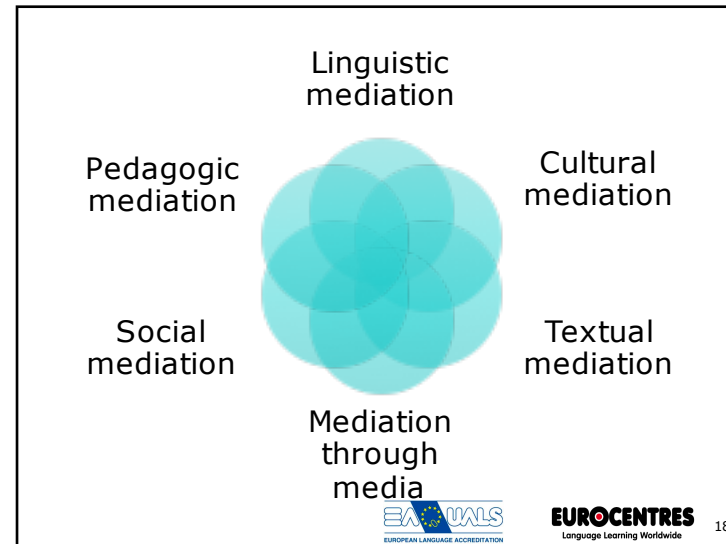 Linguistic
mediation
Pedagogic
mediation
Cultural
mediation
Social
mediation
Textual
mediation
Mediation
through
media
EAQUALS
EUROPEAN LANGUAGE ACCREDITATION
EUROCENTRES
Language Learning Worldwide
18